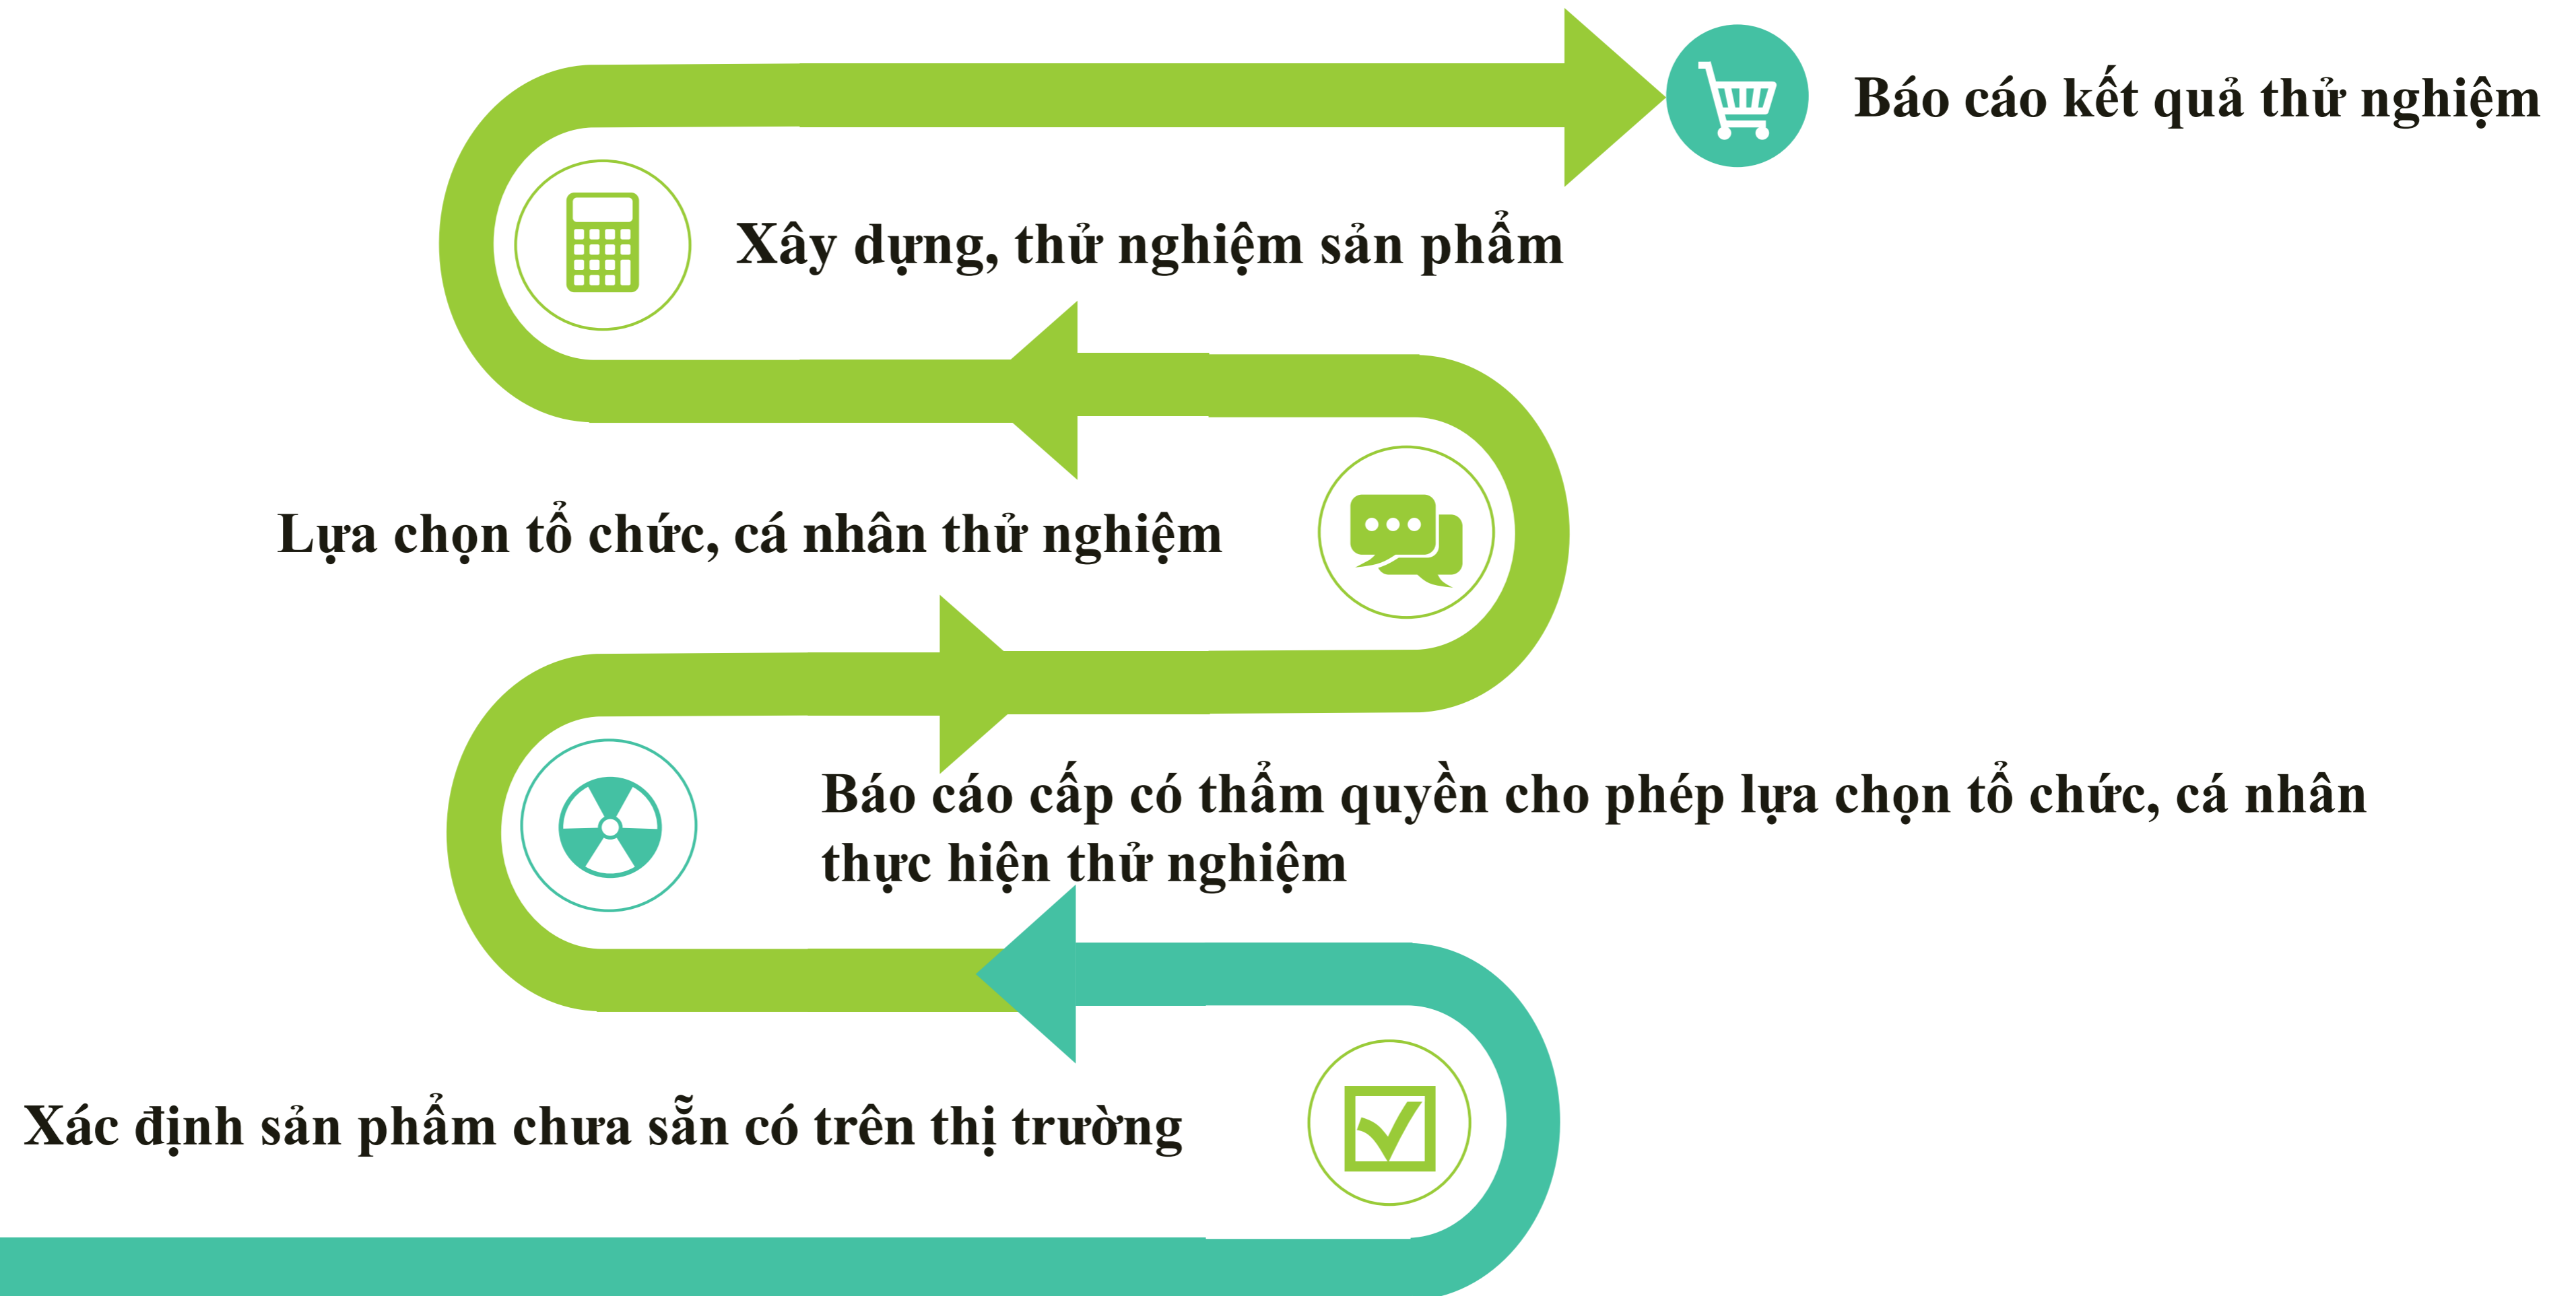 Báo cáo kết quả thử nghiệm
Xây dựng, thử nghiệm sản phẩm
Lựa chọn tổ chức, cá nhân thử nghiệm
Báo cáo cấp có thẩm quyền cho phép lựa chọn tổ chức, cá nhân
thực hiện thử nghiệm
Xác định sản phẩm chưa sẵn có trên thị trường